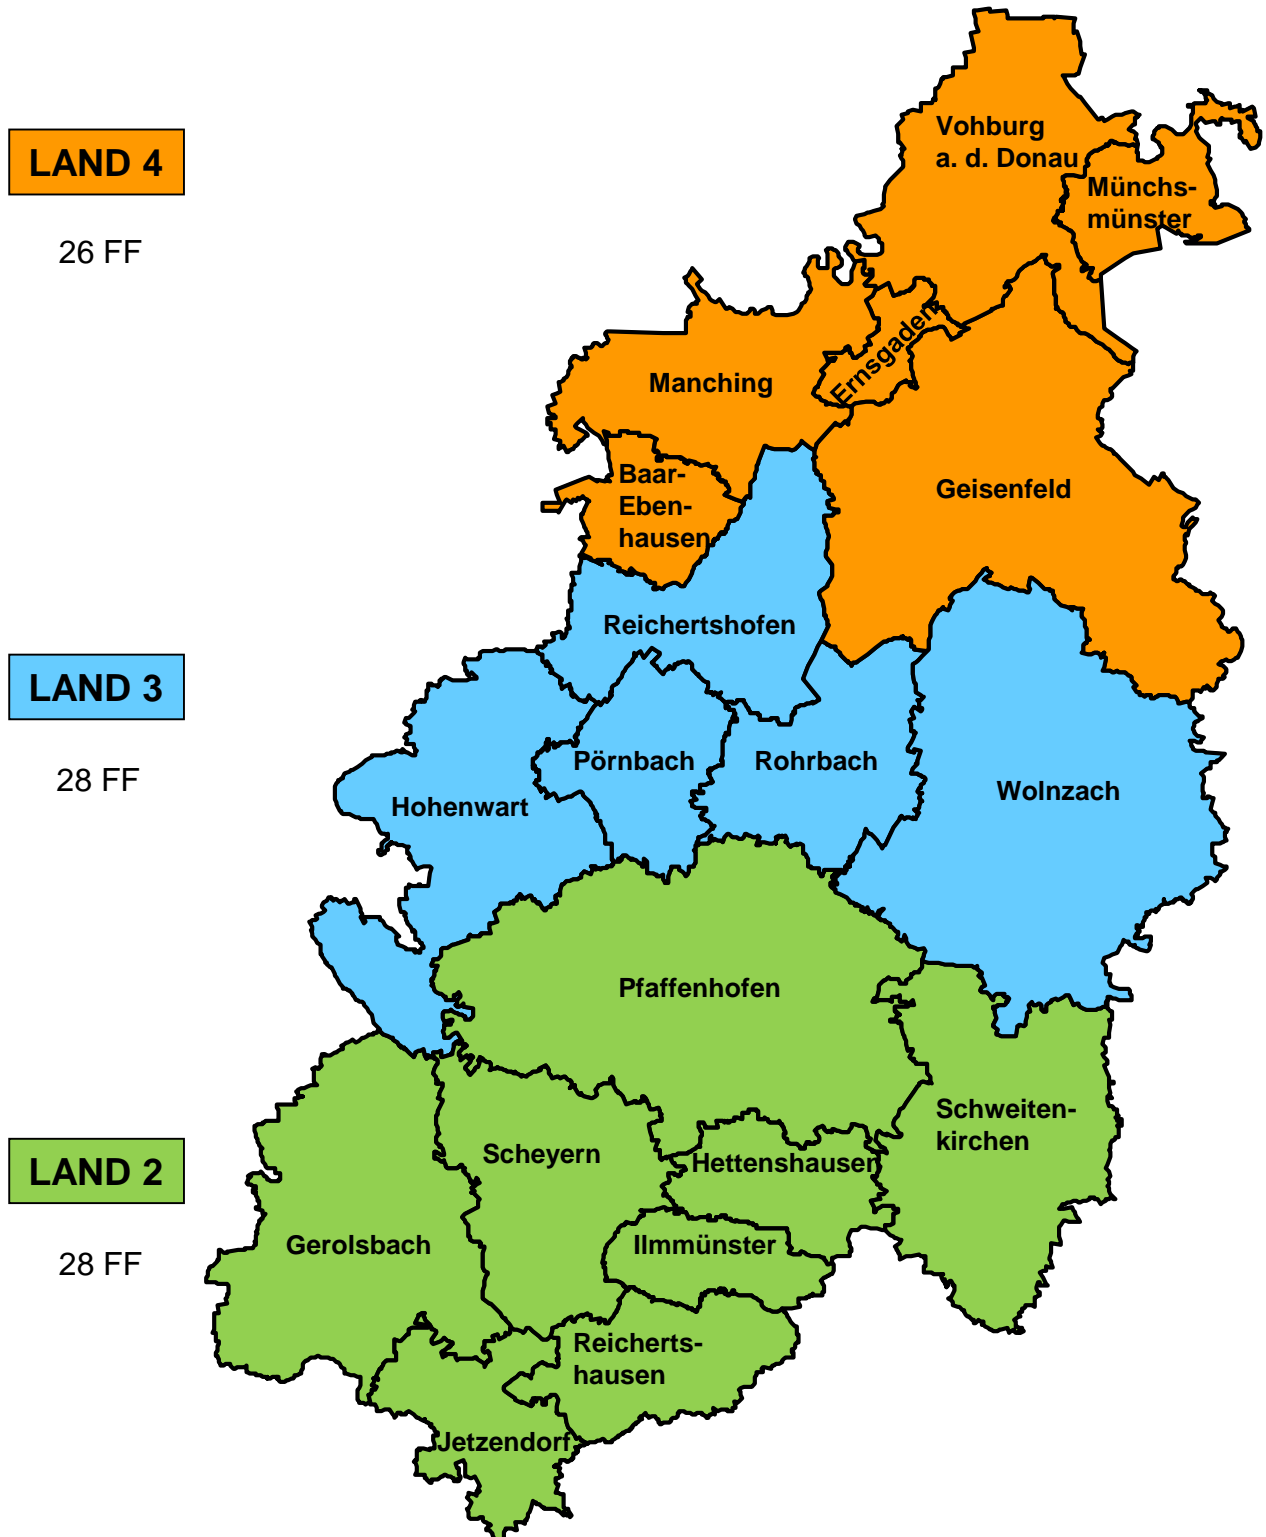 Vohburg
a. d. Donau
LAND 4
Münchs-
münster
26 FF
Ernsgaden
Manching
Baar-
Eben-
hausen
Geisenfeld
Reichertshofen
LAND 3
Pörnbach
Rohrbach
28 FF
Wolnzach
Hohenwart
Pfaffenhofen
Schweiten-
kirchen
LAND 2
Scheyern
Hettenshausen
Gerolsbach
Ilmmünster
28 FF
Reicherts-
hausen
Jetzendorf